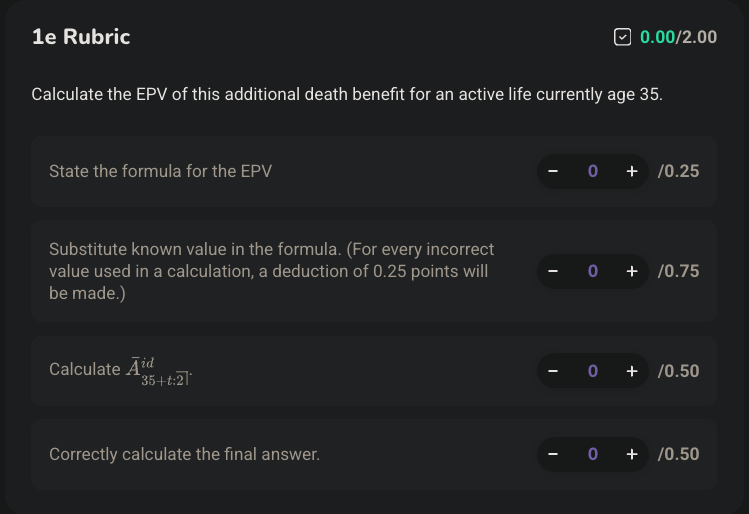 1e Rubric
0.00/2.00
Calculate the EPV of this additional death benefit for an active life currently age 35.
State the formula for the EPV
− 0 + /0.25
Substitute known value in the formula. (For every incorrect
value used in a calculation, a deduction of 0.25 points will
be made.)
− 0 + /0.75
Calculate $\bar{A}^{id}_{35+t:\overline{2}|}$.
− 0 + /0.50
Correctly calculate the final answer.
− 0 + /0.50